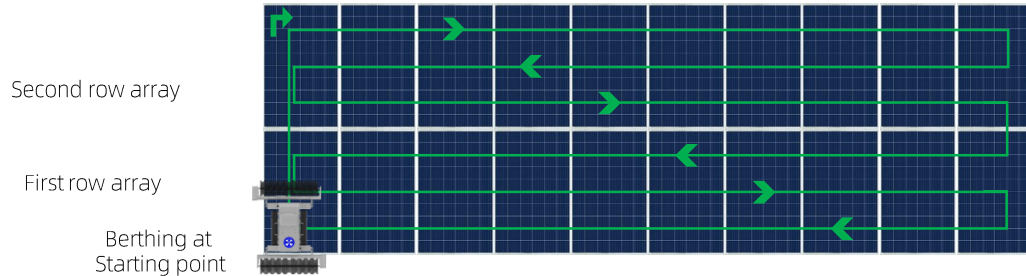 Second row array
First row array
Berthing at
Starting point